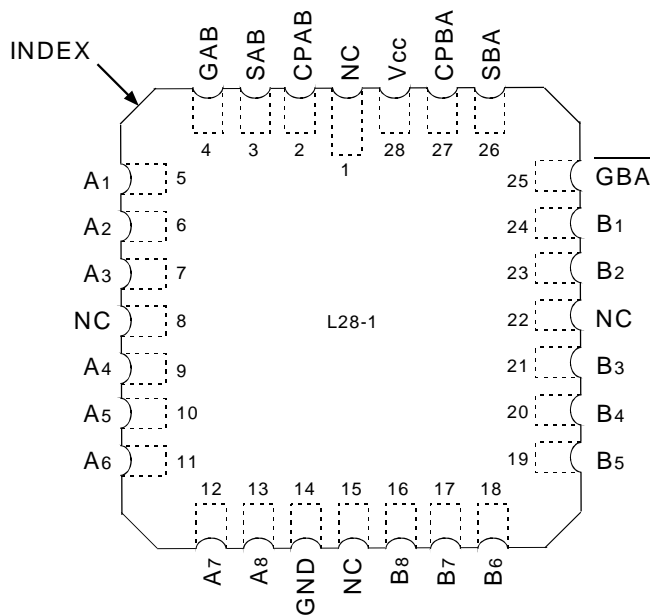 INDEX
GAB SAB CPAB NC Vcc CPBA SBA
4 3 2 1 28 27 26
A1 5 25 G̅B̅A̅
A2 6 24 B1
A3 7 23 B2
NC 8 L28-1 22 NC
A4 9 21 B3
A5 10 20 B4
A6 11 19 B5
12 13 14 15 16 17 18
A7 A8 GND NC B8 B7 B6